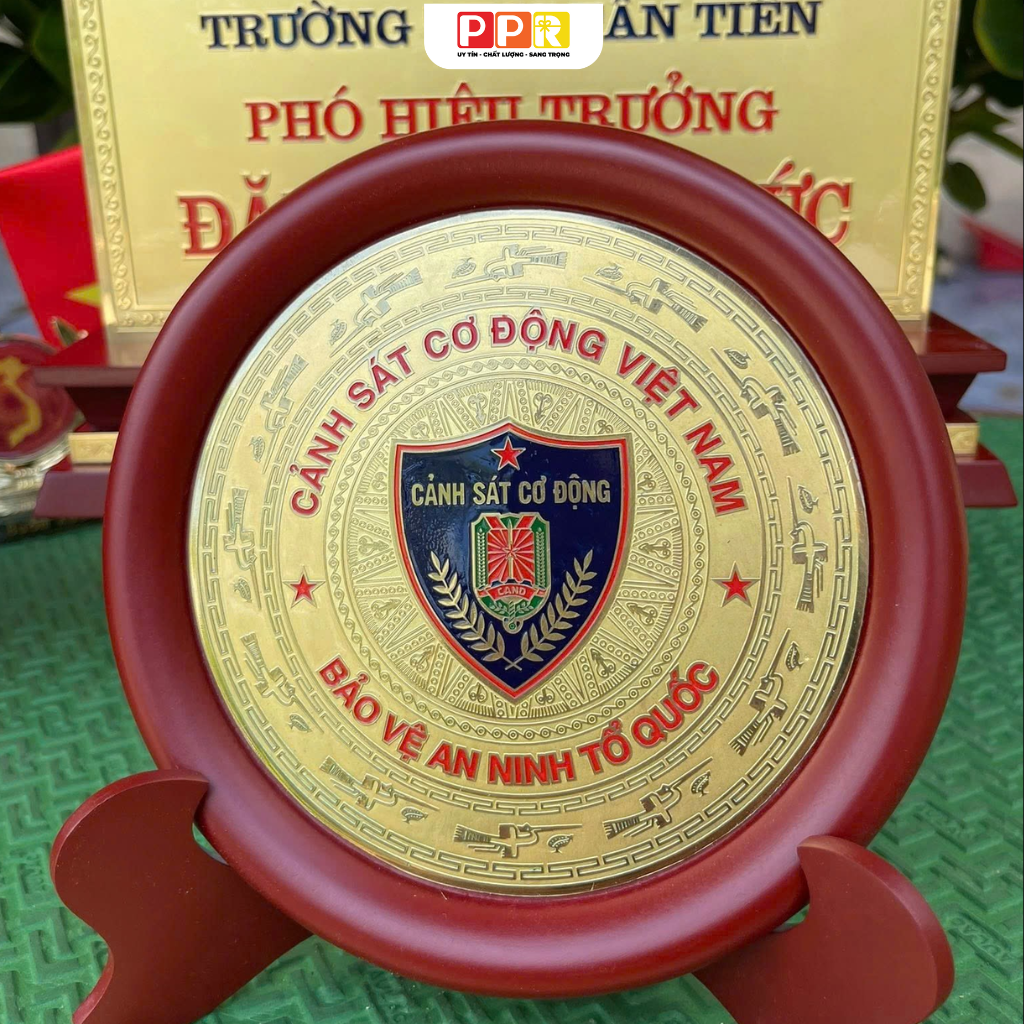 TRƯỜNG
TIẾN
PPR
UY TÍN - CHẤT LƯỢNG - SANG TRỌNG
PHÓ HIỆU TRƯỞNG
CẢNH SÁT CƠ ĐỘNG VIỆT NAM
CẢNH SÁT CƠ ĐỘNG
CAND
BẢO VỆ AN NINH TỔ QUỐC